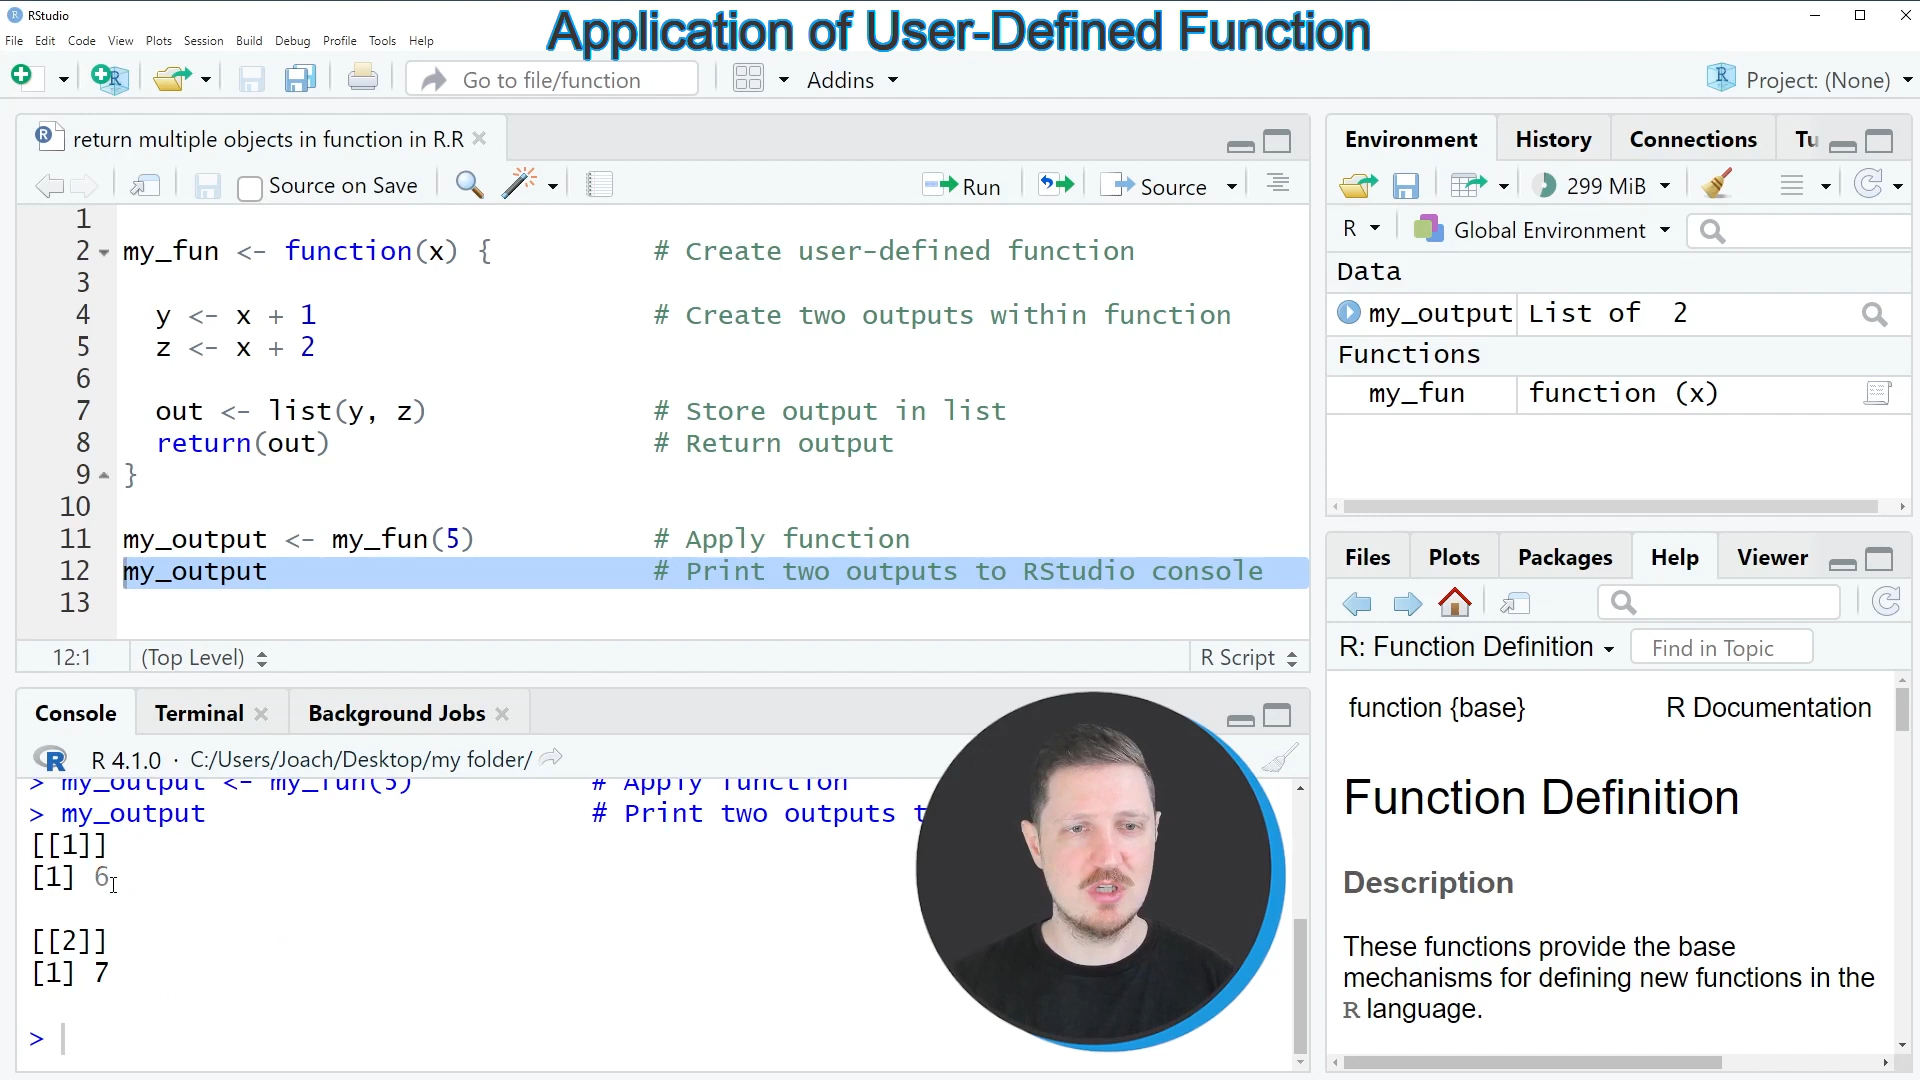 RStudio
Application of User-Defined Function
File Edit Code View Plots Session Build Debug Profile Tools Help
Go to file/function
Addins
Project: (None)
return multiple objects in function in R.R
Source on Save
Run
Source
1
2 my_fun <- function(x) { # Create user-defined function
3
4 y <- x + 1 # Create two outputs within function
5 z <- x + 2
6
7 out <- list(y, z) # Store output in list
8 return(out) # Return output
9 }
10
11 my_output <- my_fun(5) # Apply function
12 my_output # Print two outputs to RStudio console
13
12:1 (Top Level) R Script
Console Terminal Background Jobs
R 4.1.0 · C:/Users/Joach/Desktop/my folder/
> my_output <- my_fun(5) # Apply function
> my_output # Print two outputs
[[1]]
[1] 6
[[2]]
[1] 7
>
Environment History Connections Tu
299 MiB
R Global Environment
Data
my_output List of 2
Functions
my_fun function (x)
Files Plots Packages Help Viewer
R: Function Definition Find in Topic
function {base} R Documentation
Function Definition
Description
These functions provide the base
mechanisms for defining new functions in the
R language.